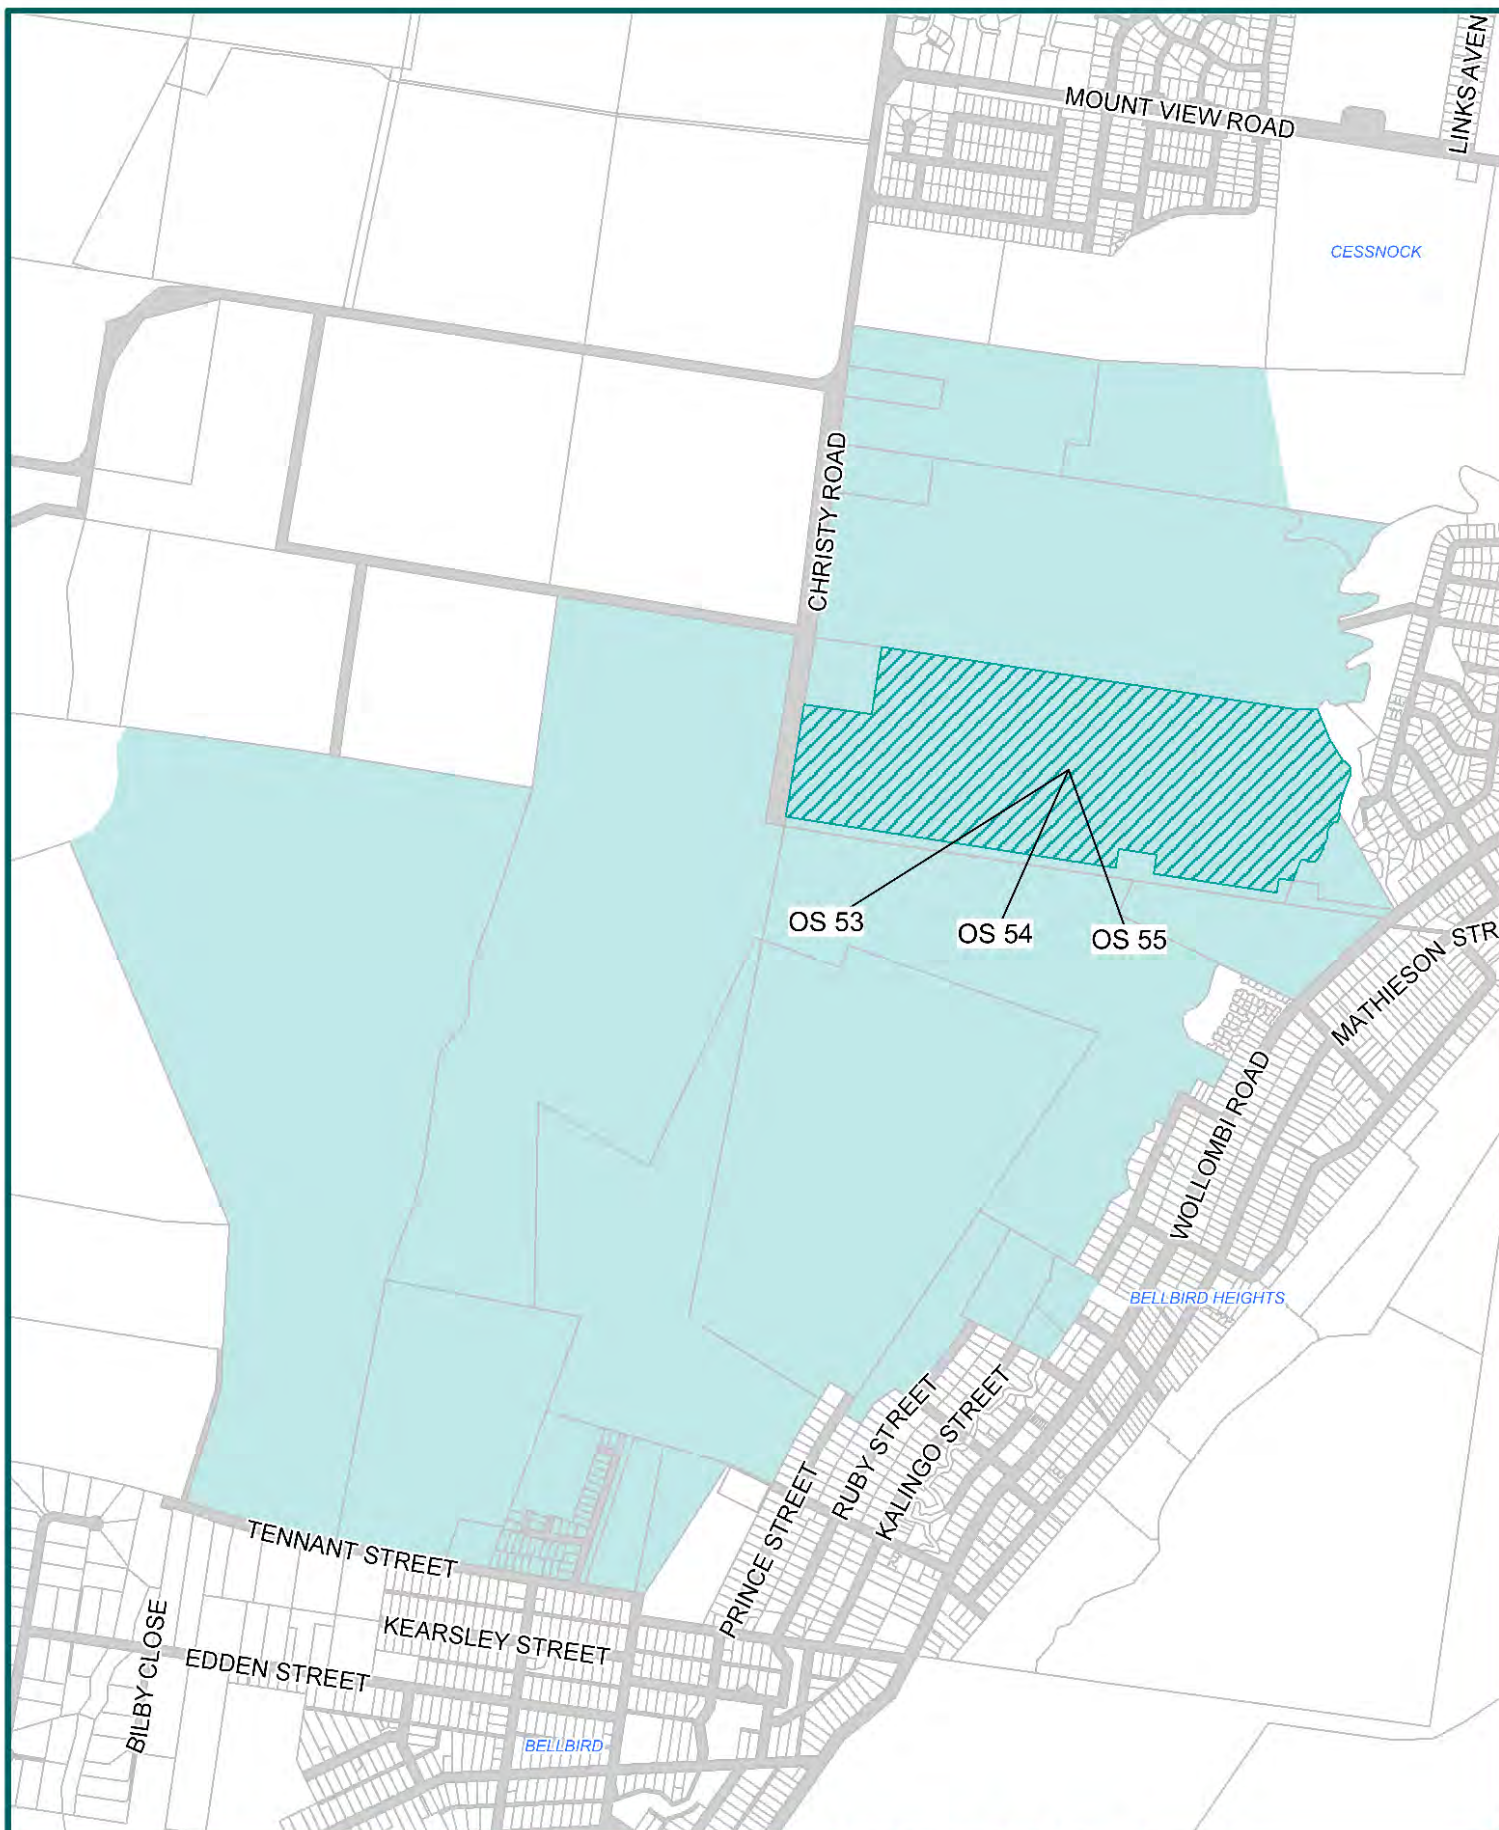 LINKS AVEN
MOUNT VIEW ROAD
CESSNOCK
CHRISTY ROAD
OS 53
OS 54
OS 55
MATHIESON STR
WOLLOMBI ROAD
BELLBIRD HEIGHTS
RUBY STREET
KALINGO STREET
PRINCE STREET
TENNANT STREET
KEARSLEY STREET
EDDEN STREET
BILBY CLOSE
BELLBIRD